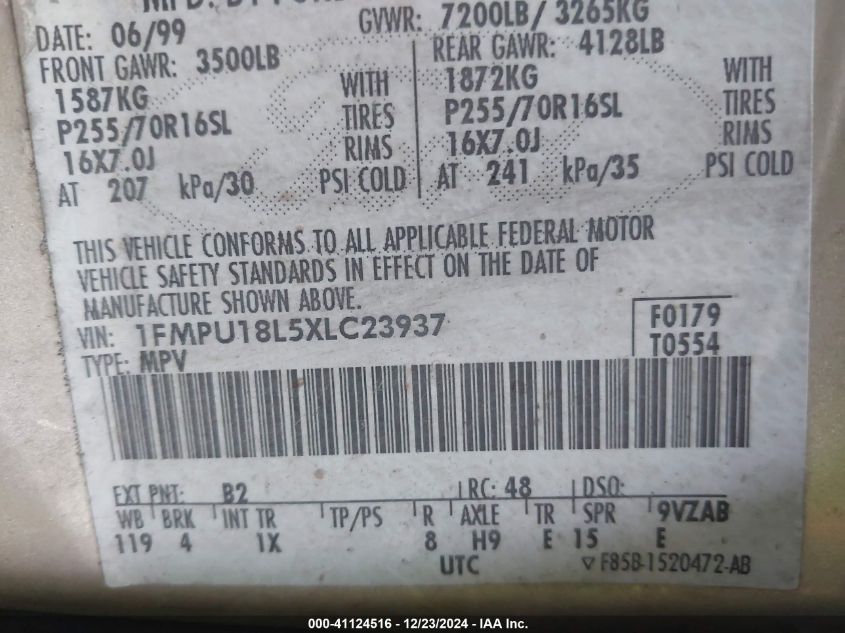 MFD. BY FORD
DATE: 06/99 GVWR: 7200LB/ 3265KG
FRONT GAWR: 3500LB REAR GAWR: 4128LB
1587KG WITH 1872KG WITH
P255/70R16SL TIRES P255/70R16SL TIRES
16X7.0J RIMS 16X7.0J RIMS
AT 207 kPa/30 PSI COLD AT 241 kPa/35 PSI COLD
THIS VEHICLE CONFORMS TO ALL APPLICABLE FEDERAL MOTOR
VEHICLE SAFETY STANDARDS IN EFFECT ON THE DATE OF
MANUFACTURE SHOWN ABOVE.
VIN: 1FMPU18L5XLC23937 F0179
TYPE: MPV T0554
EXT PNT: B2 RC: 48 DSO:
WB BRK INT TR TP/PS R AXLE TR SPR 9VZAB
119 4 1X 8 H9 E 15 E
UTC ▽ F85B-1520472-AB
000-41124516 - 12/23/2024 - IAA Inc.